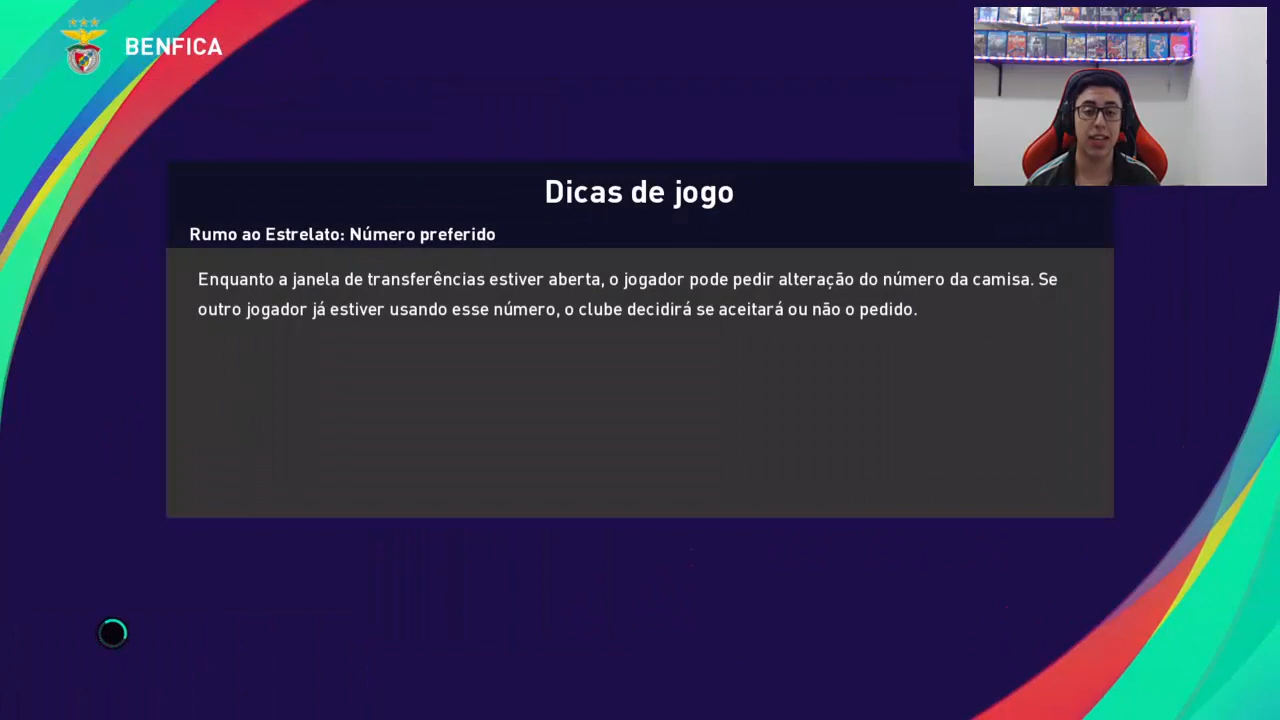 BENFICA
Dicas de jogo
Rumo ao Estrelato: Número preferido
Enquanto a janela de transferências estiver aberta, o jogador pode pedir alteração do número da camisa. Se
outro jogador já estiver usando esse número, o clube decidirá se aceitará ou não o pedido.